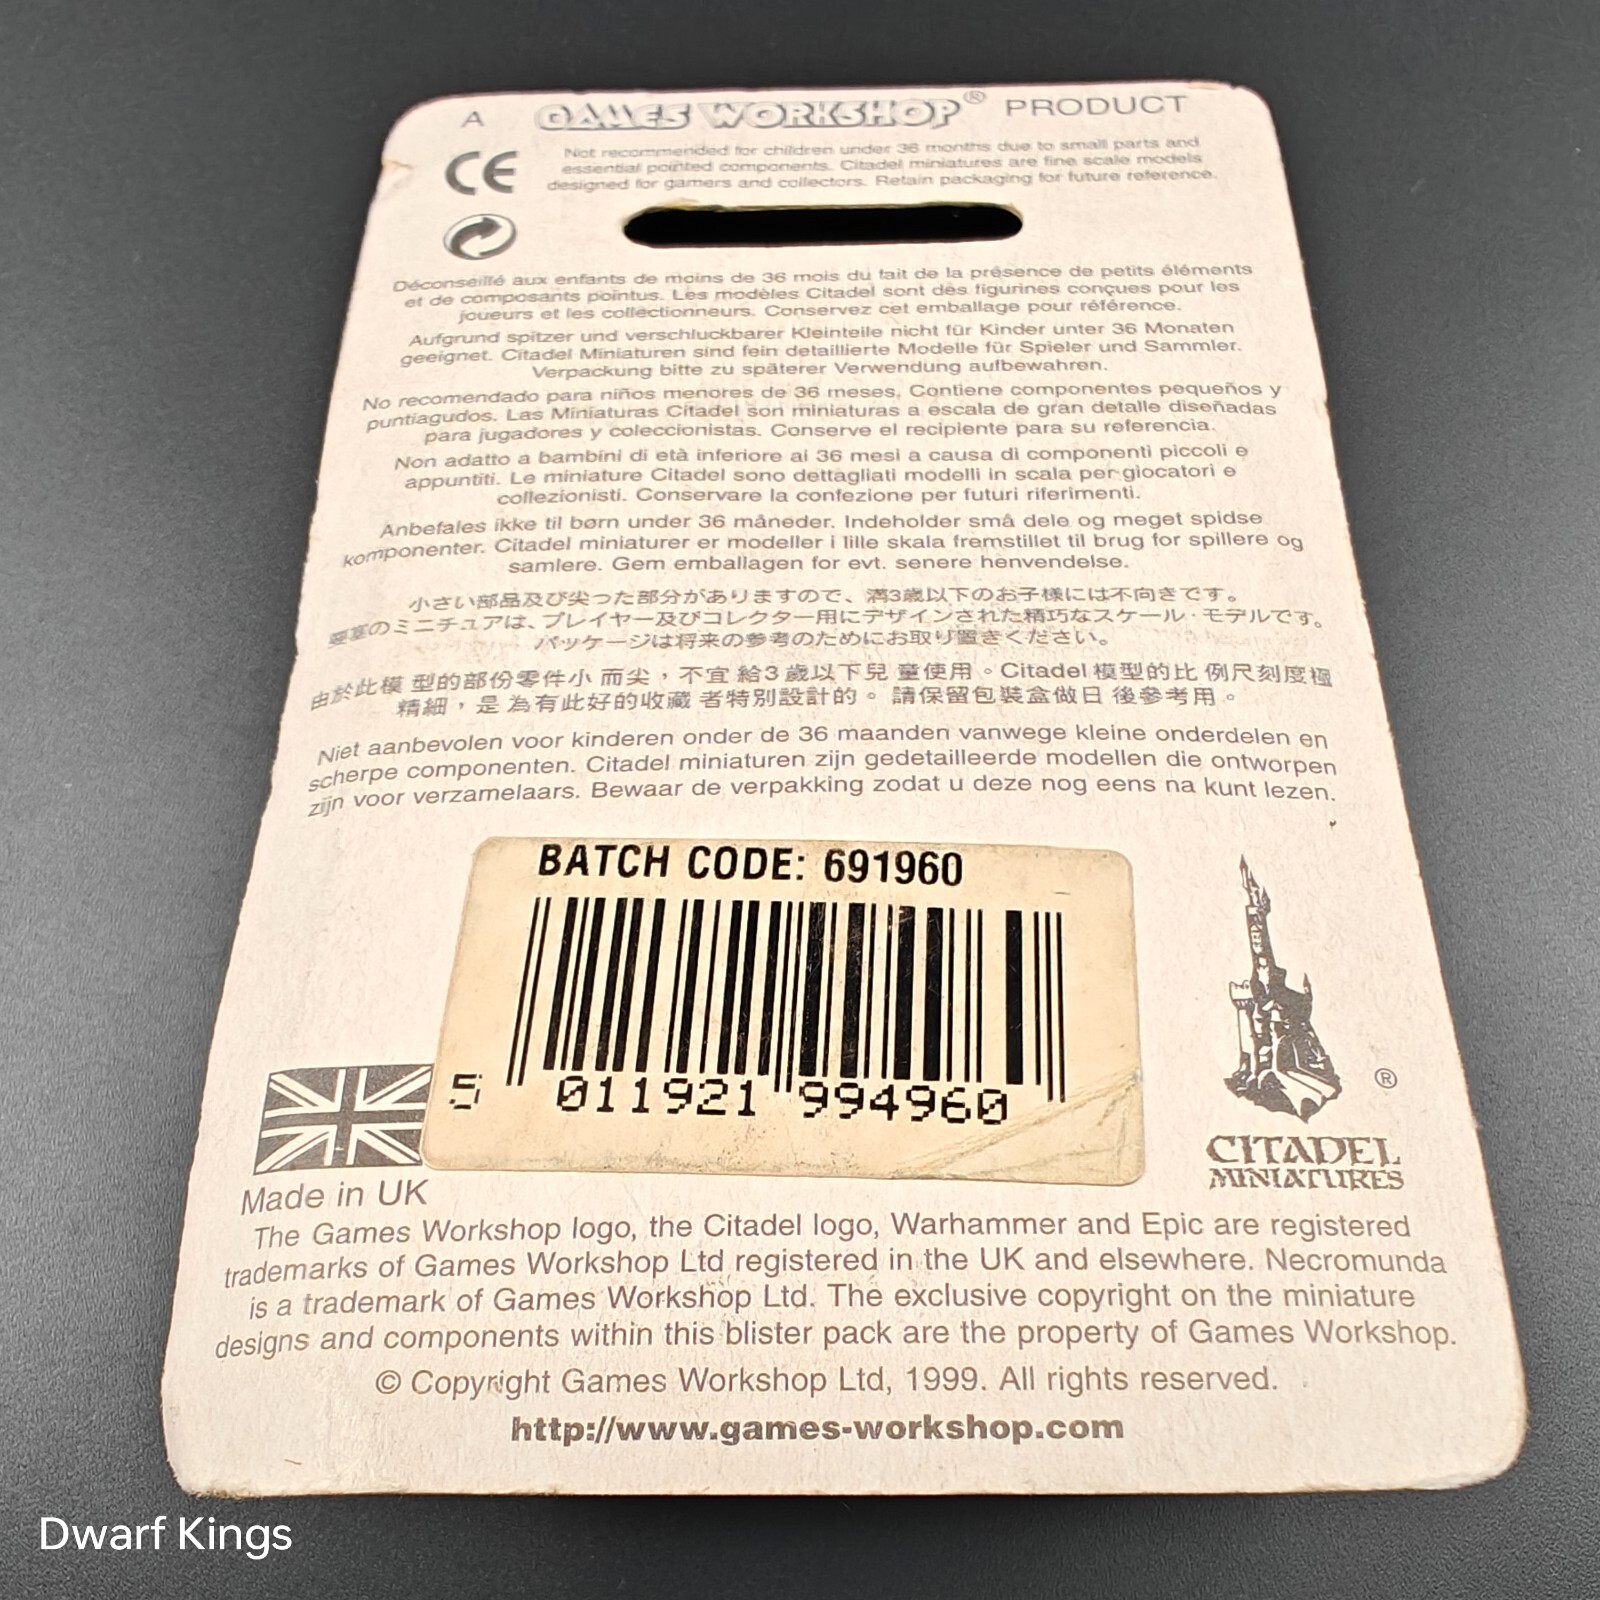 A GAMES WORKSHOP® PRODUCT
CE
Not recommended for children under 36 months due to small parts and
essential pointed components. Citadel miniatures are fine scale models
designed for gamers and collectors. Retain packaging for future reference.
Déconseillé aux enfants de moins de 36 mois du fait de la présence de petits éléments
et de composants pointus. Les modèles Citadel sont des figurines conçues pour les
joueurs et les collectionneurs. Conservez cet emballage pour référence.
Aufgrund spitzer und verschluckbarer Kleinteile nicht für Kinder unter 36 Monaten
geeignet. Citadel Miniaturen sind fein detaillierte Modelle für Spieler und Sammler.
Verpackung bitte zu späterer Verwendung aufbewahren.
No recomendado para niños menores de 36 meses. Contiene componentes pequeños y
puntiagudos. Las Miniaturas Citadel son miniaturas a escala de gran detalle diseñadas
para jugadores y coleccionistas. Conserve el recipiente para su referencia.
Non adatto a bambini di età inferiore ai 36 mesi a causa di componenti piccoli e
appuntiti. Le miniature Citadel sono dettagliati modelli in scala per giocatori e
collezionisti. Conservare la confezione per futuri riferimenti.
Anbefales ikke til børn under 36 måneder. Indeholder små dele og meget spidse
komponenter. Citadel miniaturer er modeller i lille skala fremstillet til brug for spillere og
samlere. Gem emballagen for evt. senere henvendelse.
小さい部品及び尖った部分がありますので、満3歳以下のお子様には不向きです。
のミニチュアは、プレイヤー及びコレクター用にデザインされた精巧なスケール・モデルです。
パッケージは将来の参考のためにお取り置きください。
由於此模型的部份零件小而尖，不宜給3歲以下兒童使用。Citadel模型的比例尺刻度極
精細，是為有此好的收藏者特別設計的。請保留包裝盒做日後參考用。
Niet aanbevolen voor kinderen onder de 36 maanden vanwege kleine onderdelen en
scherpe componenten. Citadel miniaturen zijn gedetailleerde modellen die ontworpen
zijn voor verzamelaars. Bewaar de verpakking zodat u deze nog eens na kunt lezen.
BATCH CODE: 691960
5 011921 994960
®
CITADEL
MINIATURES
Made in UK
The Games Workshop logo, the Citadel logo, Warhammer and Epic are registered
trademarks of Games Workshop Ltd registered in the UK and elsewhere. Necromunda
is a trademark of Games Workshop Ltd. The exclusive copyright on the miniature
designs and components within this blister pack are the property of Games Workshop.
© Copyright Games Workshop Ltd, 1999. All rights reserved.
http://www.games-workshop.com
Dwarf Kings